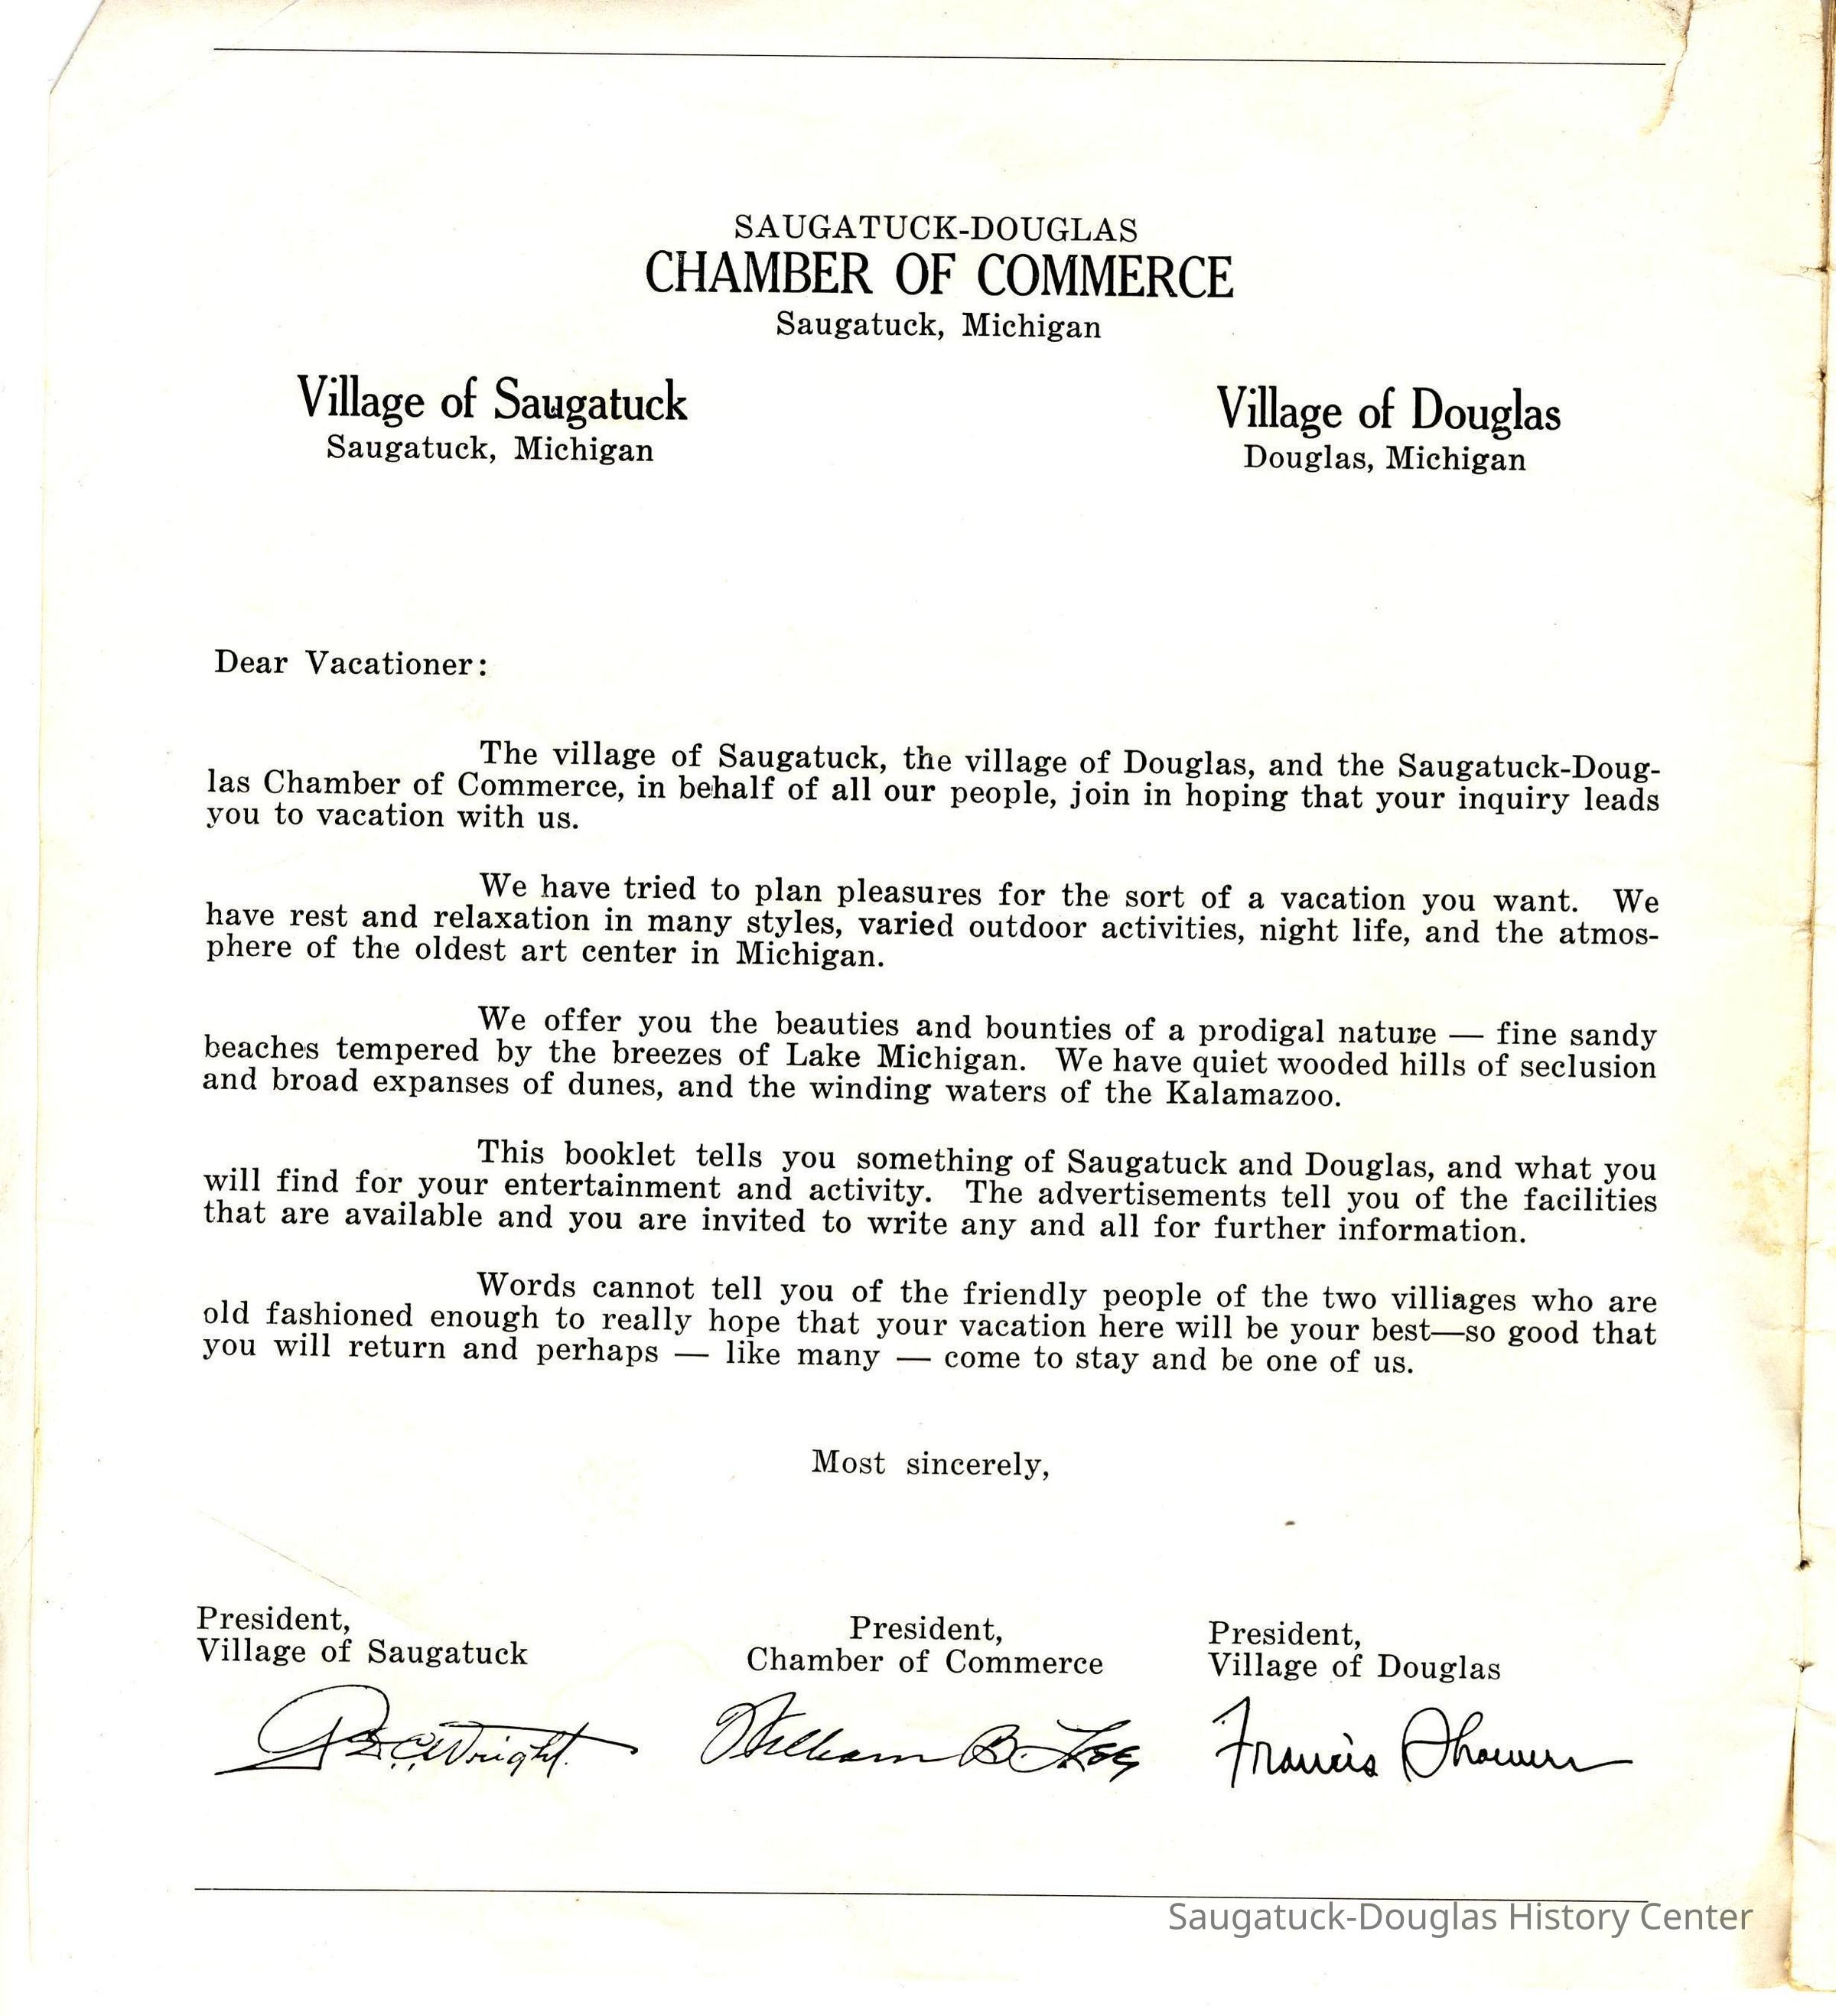 SAUGATUCK-DOUGLAS
CHAMBER OF COMMERCE
Saugatuck, Michigan
Village of Saugatuck
Saugatuck, Michigan
Village of Douglas
Douglas, Michigan
Dear Vacationer:
The village of Saugatuck, the village of Douglas, and the Saugatuck-Doug-
las Chamber of Commerce, in behalf of all our people, join in hoping that your inquiry leads
you to vacation with us.
We have tried to plan pleasures for the sort of a vacation you want. We
have rest and relaxation in many styles, varied outdoor activities, night life, and the atmos-
phere of the oldest art center in Michigan.
We offer you the beauties and bounties of a prodigal nature — fine sandy
beaches tempered by the breezes of Lake Michigan. We have quiet wooded hills of seclusion
and broad expanses of dunes, and the winding waters of the Kalamazoo.
This booklet tells you something of Saugatuck and Douglas, and what you
will find for your entertainment and activity. The advertisements tell you of the facilities
that are available and you are invited to write any and all for further information.
Words cannot tell you of the friendly people of the two villiages who are
old fashioned enough to really hope that your vacation here will be your best—so good that
you will return and perhaps — like many — come to stay and be one of us.
Most sincerely,
President,
Village of Saugatuck
President,
Chamber of Commerce
President,
Village of Douglas
Wright
William B.
Francis
Saugatuck-Douglas History Center